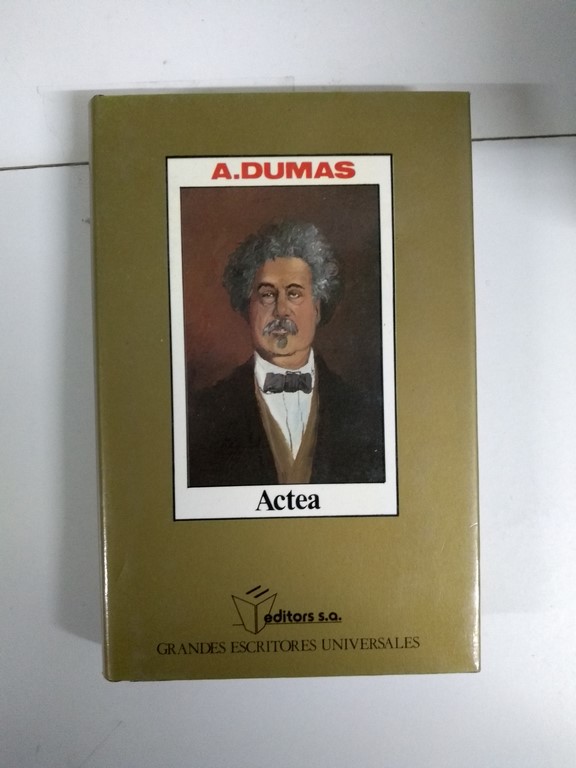 A.DUMAS
Actea
editors s.a.
GRANDES ESCRITORES UNIVERSALES